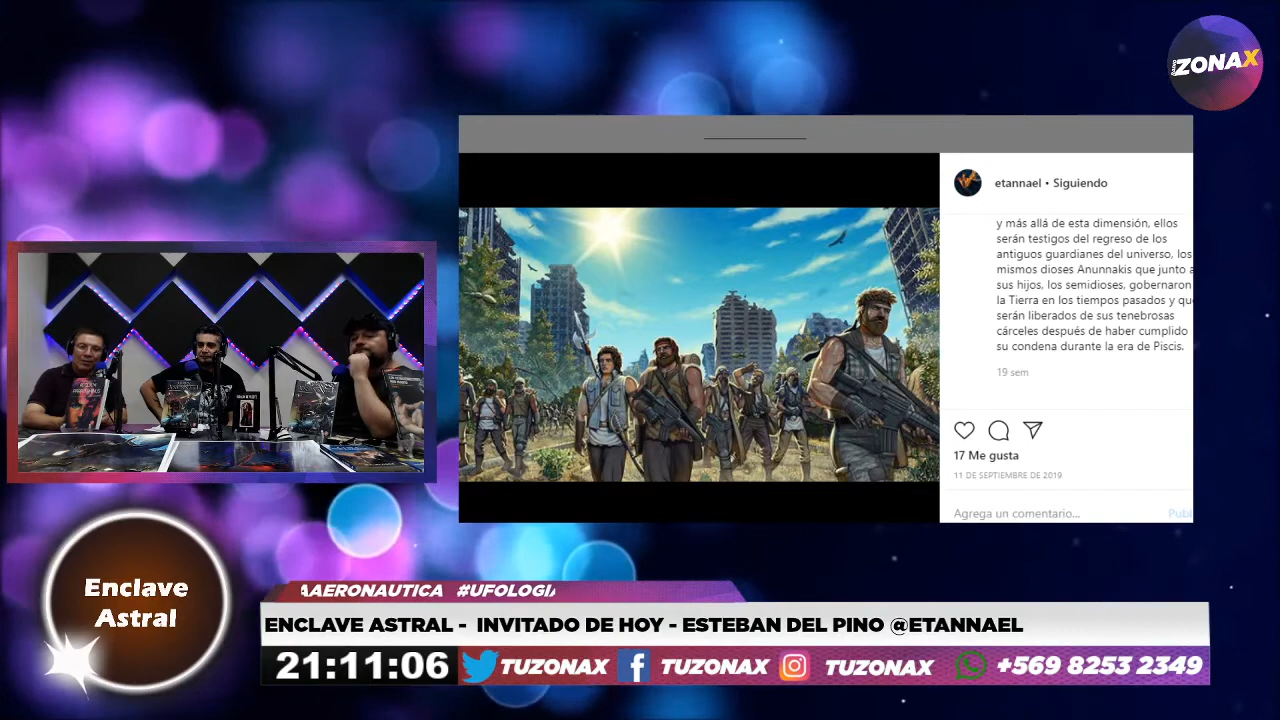 ZONAX
etannael • Siguiendo
y más allá de esta dimensión, ellos
serán testigos del regreso de los
antiguos guardianes del universo, los
mismos dioses Anunnakis que junto a
sus hijos, los semidioses, gobernaron
la Tierra en los tiempos pasados y que
serán liberados de sus tenebrosas
cárceles después de haber cumplido
su condena durante la era de Piscis.
19 sem
17 Me gusta
11 DE SEPTIEMBRE DE 2019
Agrega un comentario...
Publ
Enclave
Astral
AAERONAUTICA #UFOLOGIA
ENCLAVE ASTRAL - INVITADO DE HOY - ESTEBAN DEL PINO @ETANNAEL
21:11:06 TUZONAX TUZONAX TUZONAX +569 8253 2349